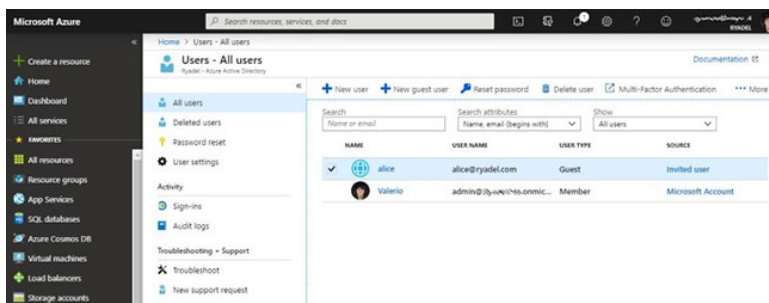 Microsoft Azure
Search resources, services, and docs
RYADEL
Home > Users - All users
Users - All users
Ryadel - Azure Active Directory
Documentation
Create a resource
Home
Dashboard
All services
FAVORITES
All resources
Resource groups
App Services
SQL databases
Azure Cosmos DB
Virtual machines
Load balancers
Storage accounts
All users
Deleted users
Password reset
User settings
Activity
Sign-ins
Audit logs
Troubleshooting + Support
Troubleshoot
New support request
New user
New guest user
Reset password
Delete user
Multi-Factor Authentication
More
Search
Name or email
Search attributes
Name, email (begins with)
Show
All users
NAME USER NAME USER TYPE SOURCE
alice alice@ryadel.com Guest Invited user
Valerio admin@ .onmic... Member Microsoft Account